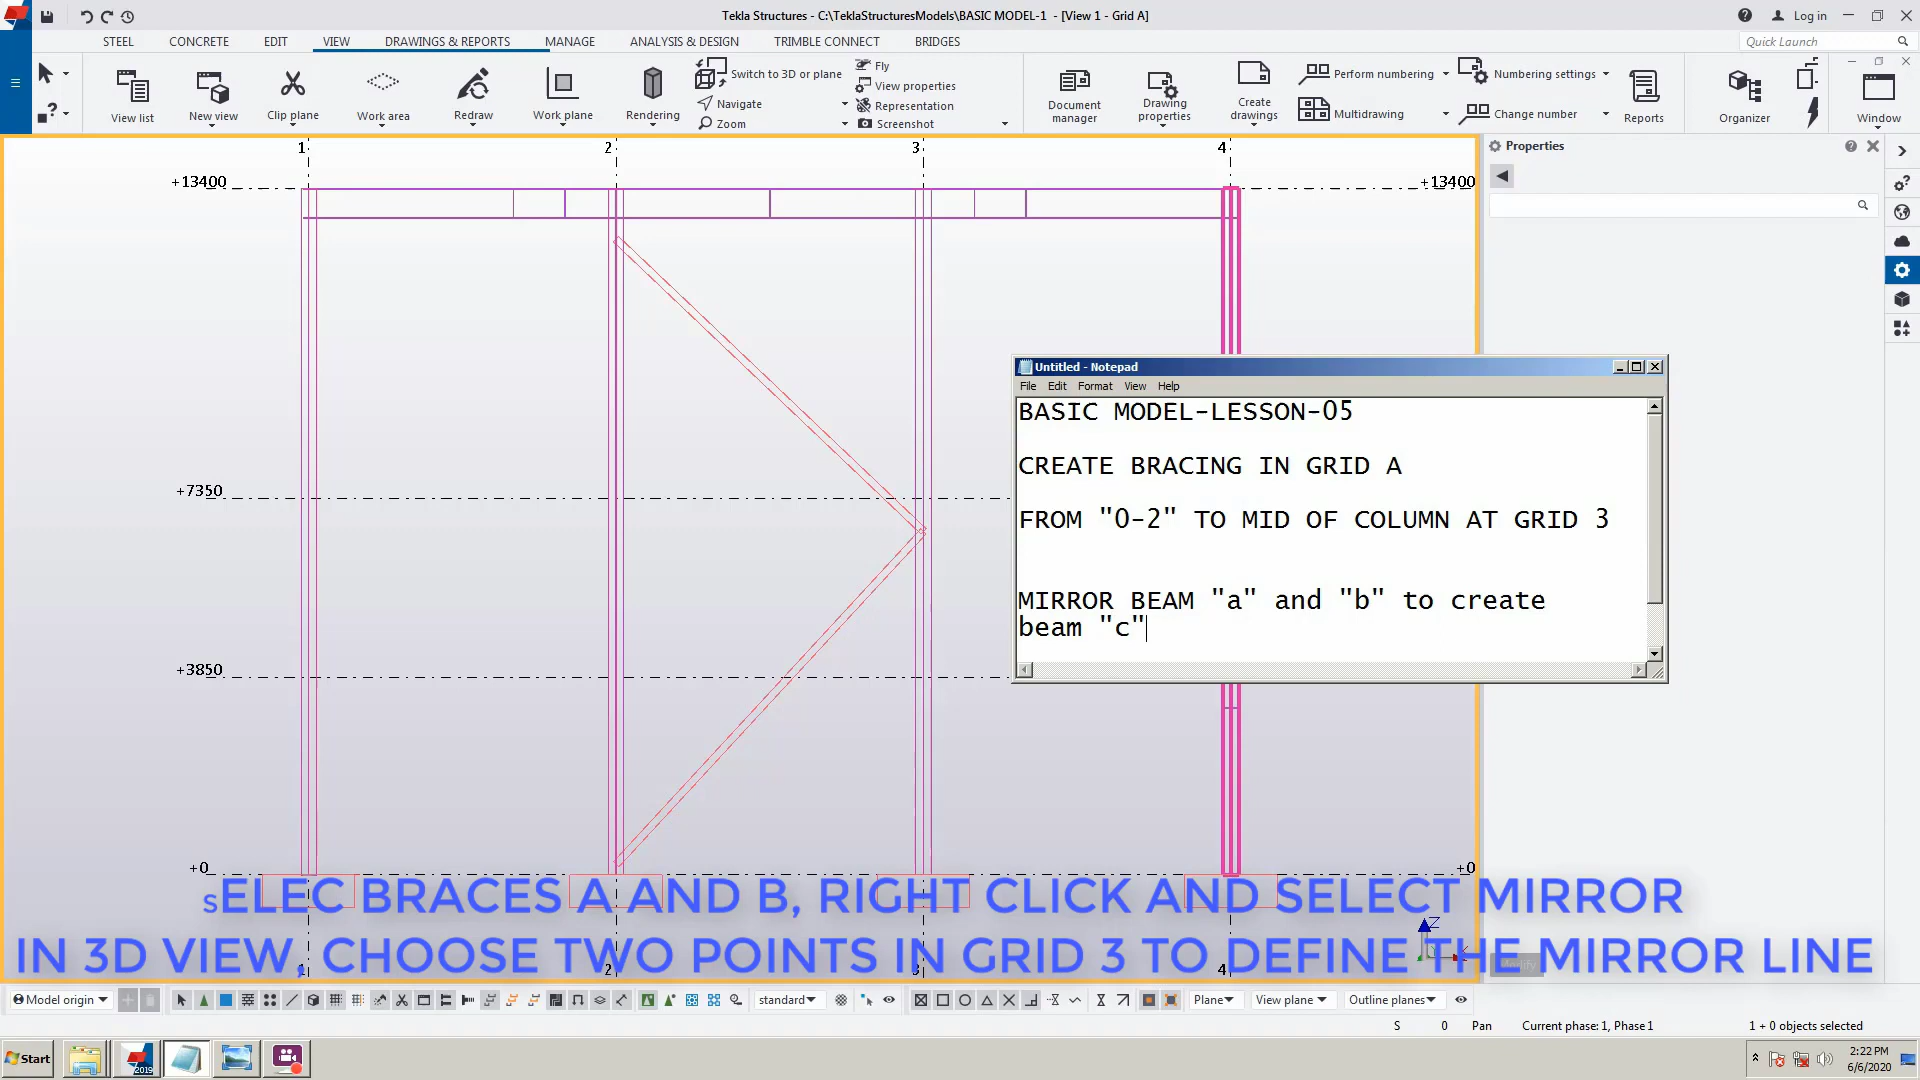 Tekla Structures - C:\TeklaStructuresModels\BASIC MODEL-1 - [View 1 - Grid A]
Log in
STEEL CONCRETE EDIT VIEW DRAWINGS & REPORTS MANAGE ANALYSIS & DESIGN TRIMBLE CONNECT BRIDGES
Quick Launch
View list
New view
Clip plane
Work area
Redraw
Work plane
Rendering
Switch to 3D or plane
Navigate
Zoom
Fly
View properties
Representation
Screenshot
Document manager
Drawing properties
Create drawings
Perform numbering
Multidrawing
Numbering settings
Change number
Reports
Organizer
Window
Properties
1 2 3 4
+13400 +13400
+7350
+3850
+0 +0
Untitled - Notepad
File Edit Format View Help
BASIC MODEL-LESSON-05
CREATE BRACING IN GRID A
FROM "0-2" TO MID OF COLUMN AT GRID 3
MIRROR BEAM "a" and "b" to create
beam "c"
sELEC BRACES A AND B, RIGHT CLICK AND SELECT MIRROR
IN 3D VIEW, CHOOSE TWO POINTS IN GRID 3 TO DEFINE THE MIRROR LINE
1 2 3 4
Z
Modify
Model origin
standard
Plane
View plane
Outline planes
S 0 Pan Current phase: 1, Phase 1 1 + 0 objects selected
Start
2019
2:22 PM
6/6/2020